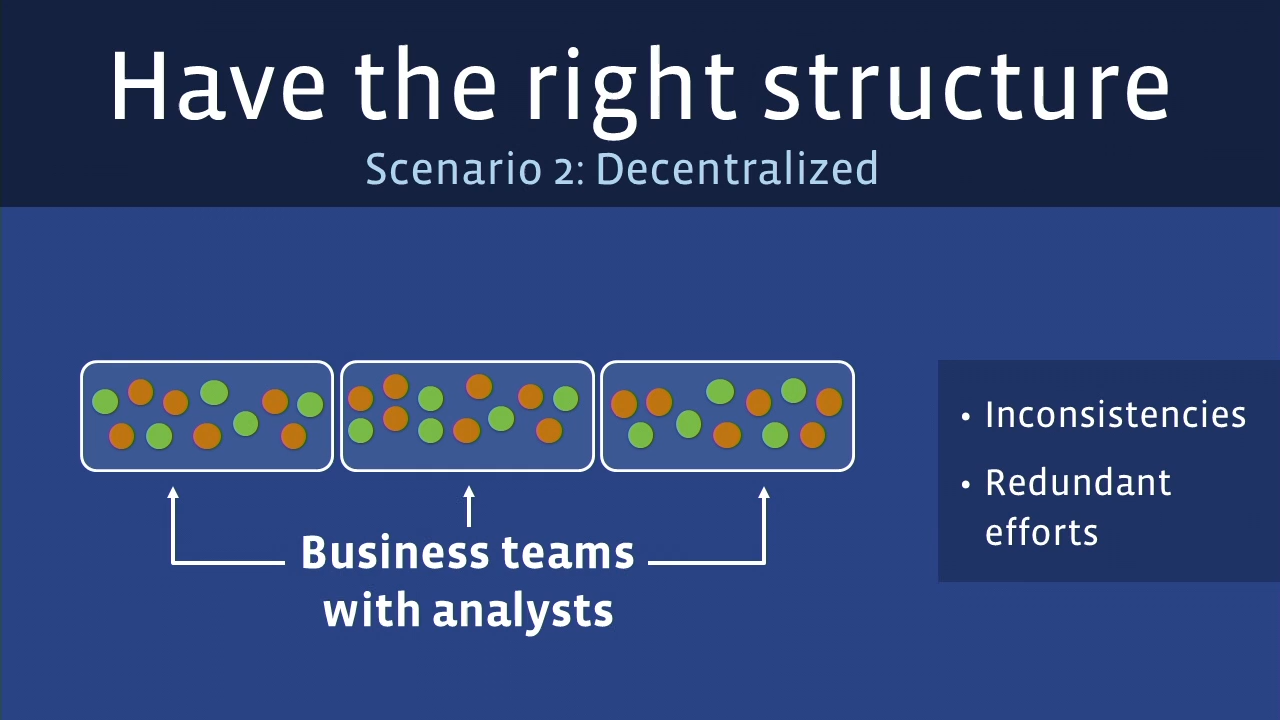 Have the right structure
Scenario 2: Decentralized
Business teams
with analysts
• Inconsistencies
• Redundant
efforts